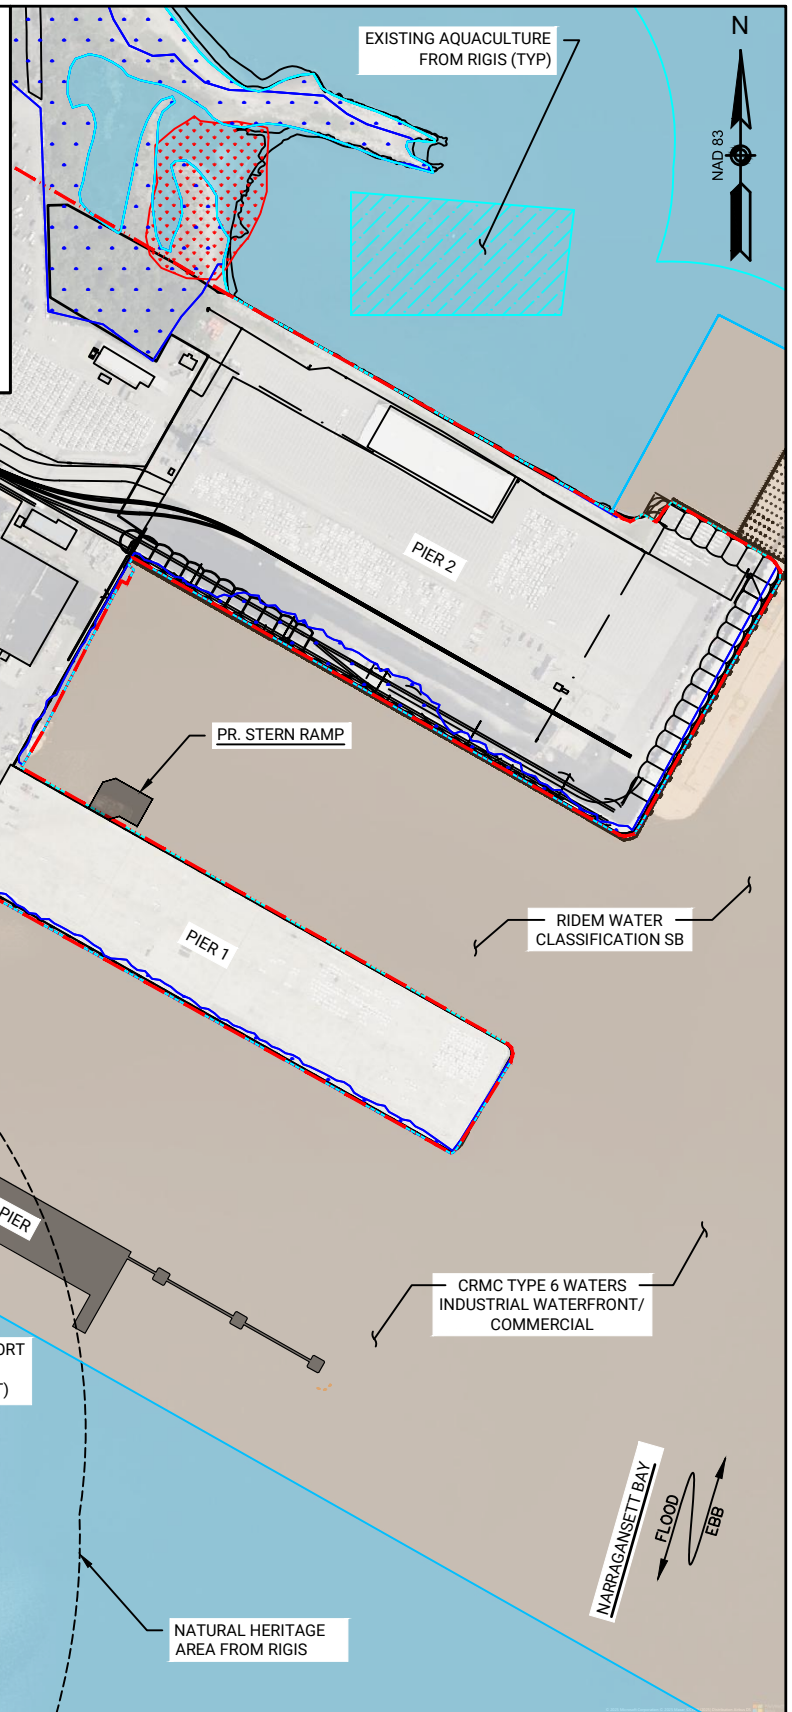 EXISTING AQUACULTURE
FROM RIGIS (TYP)
N
NAD 83
PIER 2
PR. STERN RAMP
RIDEM WATER
CLASSIFICATION SB
PIER 1
PIER
CRMC TYPE 6 WATERS
INDUSTRIAL WATERFRONT/
COMMERCIAL
ORT
T)
NARRAGANSETT BAY
FLOOD
EBB
NATURAL HERITAGE
AREA FROM RIGIS